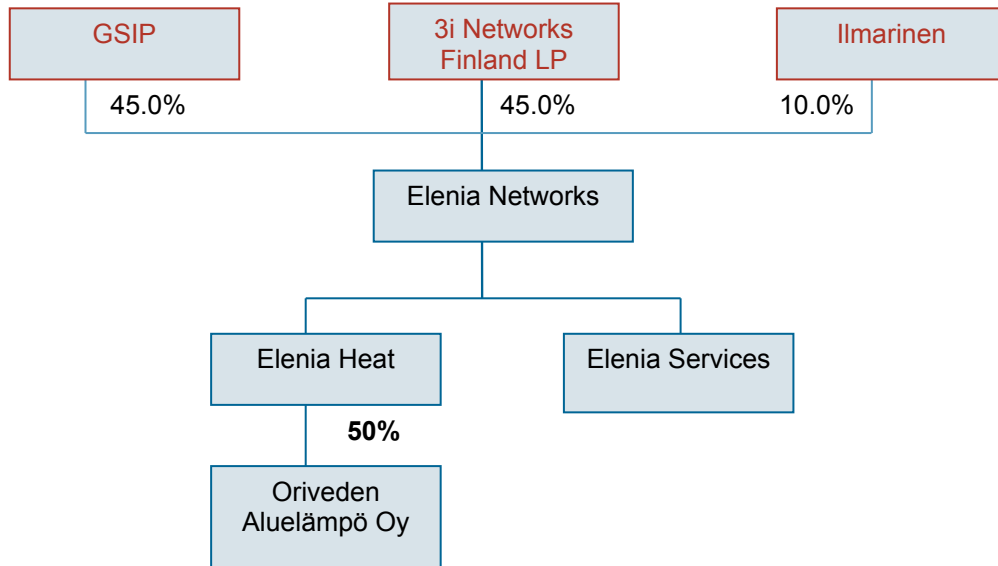 GSIP
3i Networks
Finland LP
Ilmarinen
45.0%
45.0%
10.0%
Elenia Networks
Elenia Heat
Elenia Services
50%
Oriveden
Aluelämpö Oy